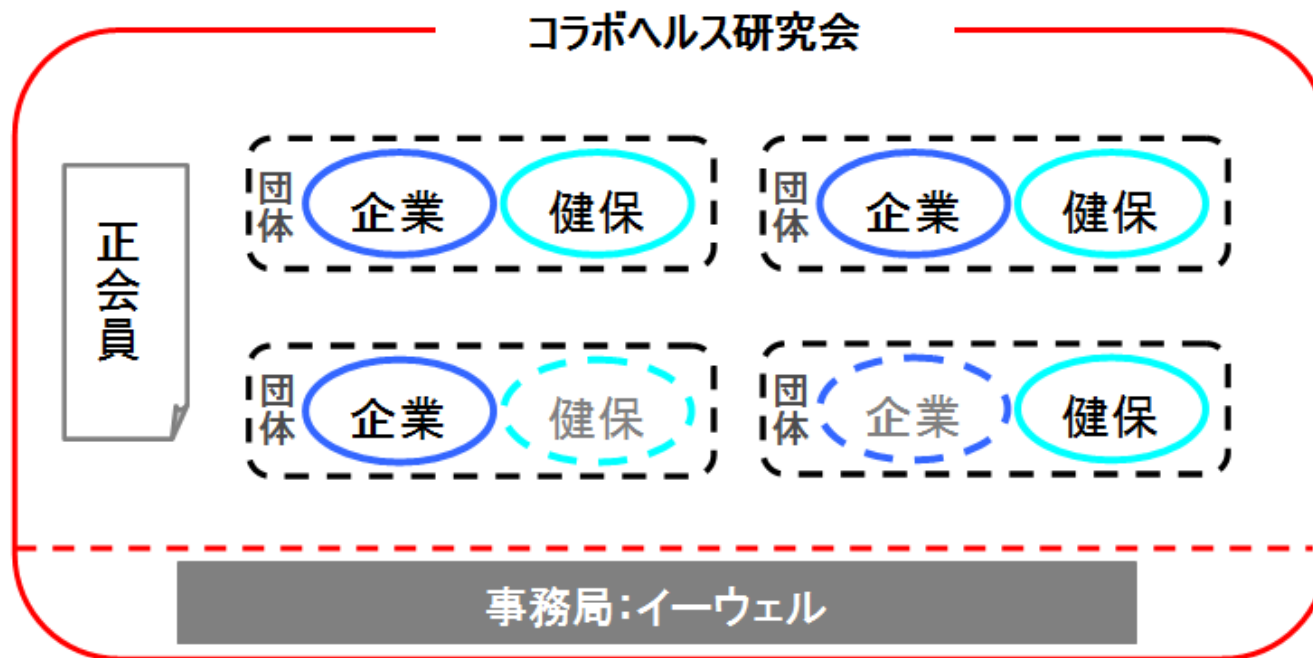 コラボヘルス研究会
正会員
団体 企業 健保
団体 企業 健保
団体 企業 健保
団体 企業 健保
事務局：イーウェル